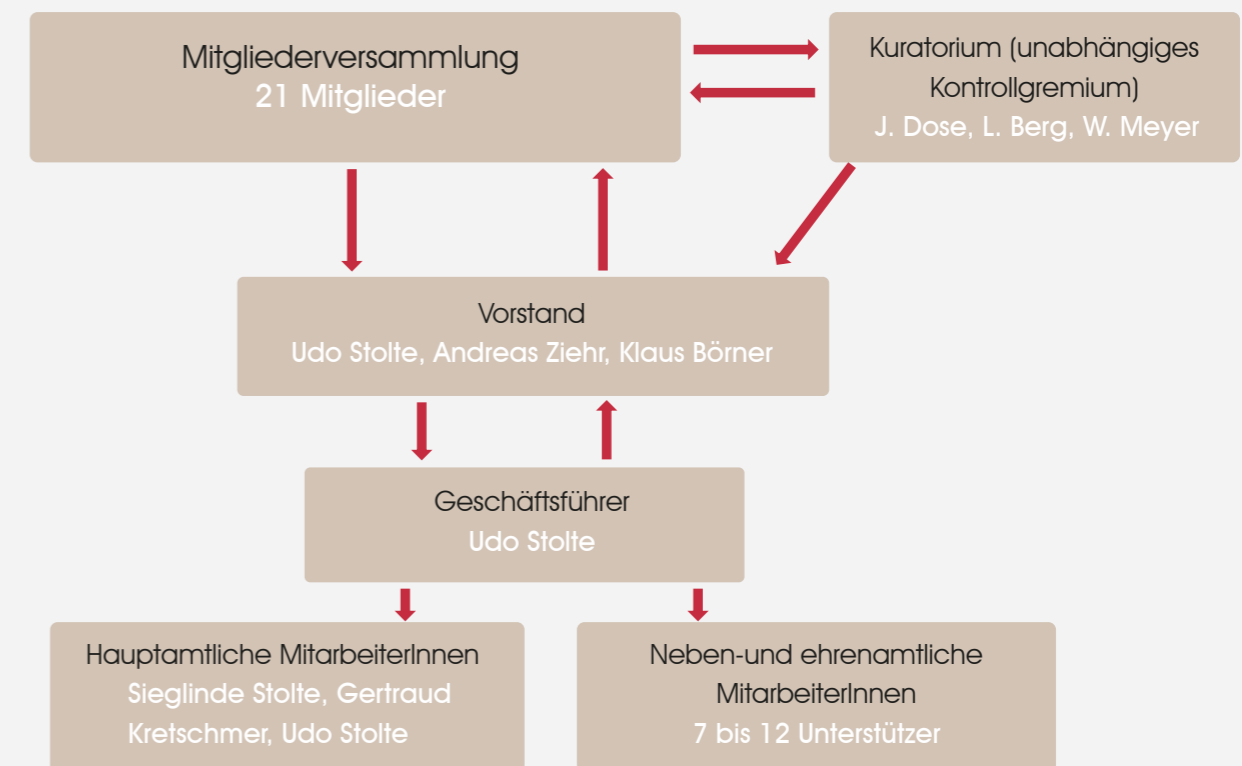 Mitgliederversammlung
21 Mitglieder
Kuratorium (unabhängiges
Kontrollgremium)
J. Dose, L. Berg, W. Meyer
Vorstand
Udo Stolte, Andreas Ziehr, Klaus Börner
Geschäftsführer
Udo Stolte
Hauptamtliche MitarbeiterInnen
Sieglinde Stolte, Gertraud
Kretschmer, Udo Stolte
Neben-und ehrenamtliche
MitarbeiterInnen
7 bis 12 Unterstützer